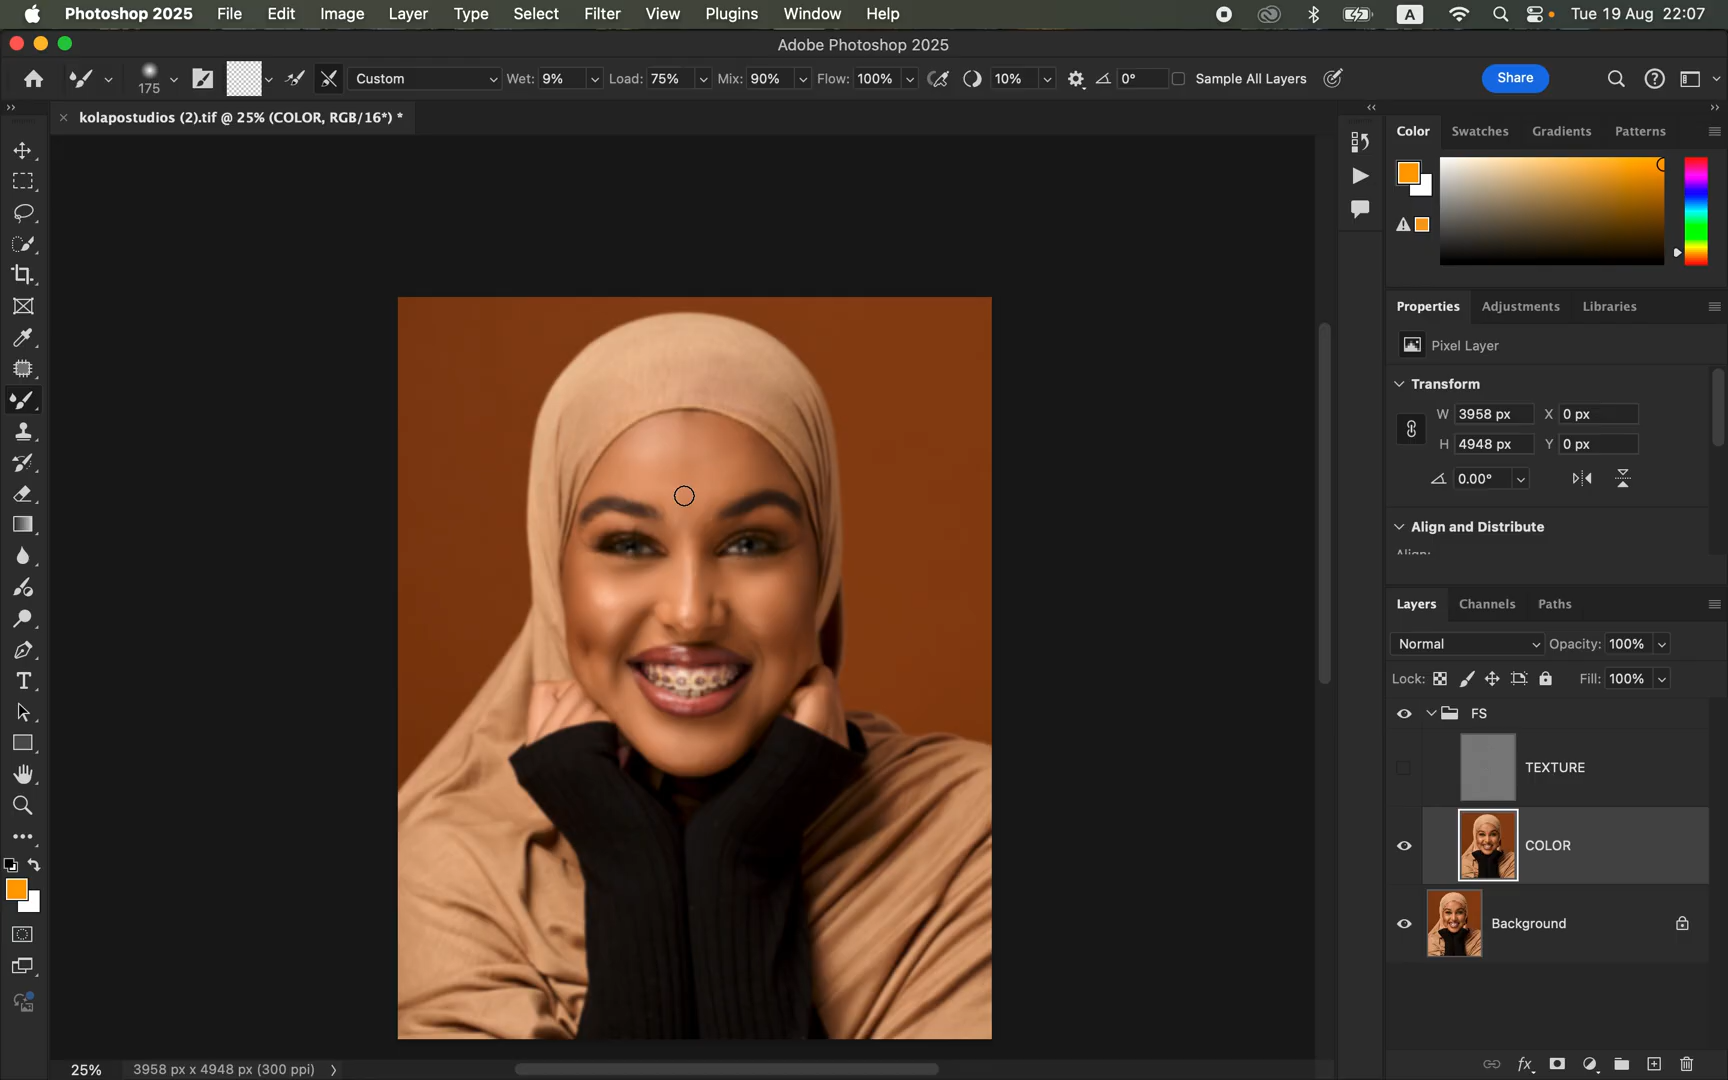 Photoshop 2025 File Edit Image Layer Type Select Filter View Plugins Window Help A Tue 19 Aug 22:07
Adobe Photoshop 2025
175 Custom Wet: 9% Load: 75% Mix: 90% Flow: 100% 10% 0° Sample All Layers Share
kolapostudios (2).tif @ 25% (COLOR, RGB/16*) *
Color Swatches Gradients Patterns
Properties Adjustments Libraries
Pixel Layer
Transform
W 3958 px X 0 px
H 4948 px Y 0 px
0.00°
Align and Distribute
Align:
Layers Channels Paths
Normal Opacity: 100%
Lock: Fill: 100%
FS
TEXTURE
COLOR
Background
25% 3958 px x 4948 px (300 ppi)